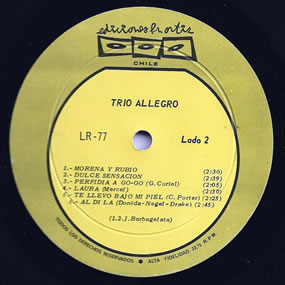 ediciones fr ortiz
CHILE
TRIO ALLEGRO
LR-77
Lado 2
1.- MORENA Y RUBIO (2:30)
2.- DULCE SENSACION (2:39)
3.- PERFIDIA A GO-GO (G. Curiel) (2:05)
4.- LAURA (Mercel) (2:30)
5.- TE LLEVO BAJO MI PIEL (C. Porter) (2:25)
6.- AL DI LA (Donida-Negel-Drake) (2:45)
(1.2.J. Barbagelata)
TODOS LOS DERECHOS RESERVADOS • ALTA FIDELIDAD 33⅓ R.P.M.